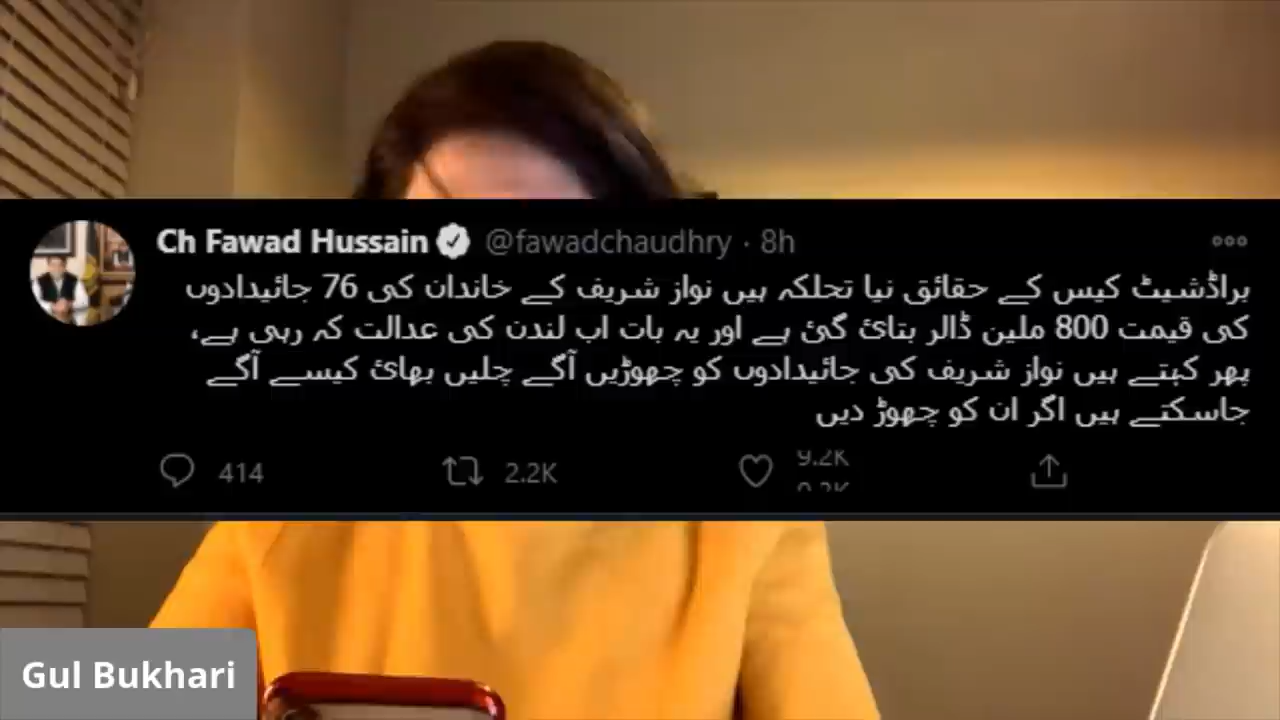 Ch Fawad Hussain @fawadchaudhry · 8h
براڈشیٹ کیس کے حقائق نیا تحلکہ ہیں نواز شریف کے خاندان کی 76 جائیدادوں
کی قیمت 800 ملین ڈالر بتائ گئ ہے اور یہ بات اب لندن کی عدالت کہ رہی ہے،
پھر کہتے ہیں نواز شریف کی جائیدادوں کو چھوڑیں آگے چلیں بھائ کیسے آگے
جاسکتے ہیں اگر ان کو چھوڑ دیں
414 2.2K 9.2K
Gul Bukhari